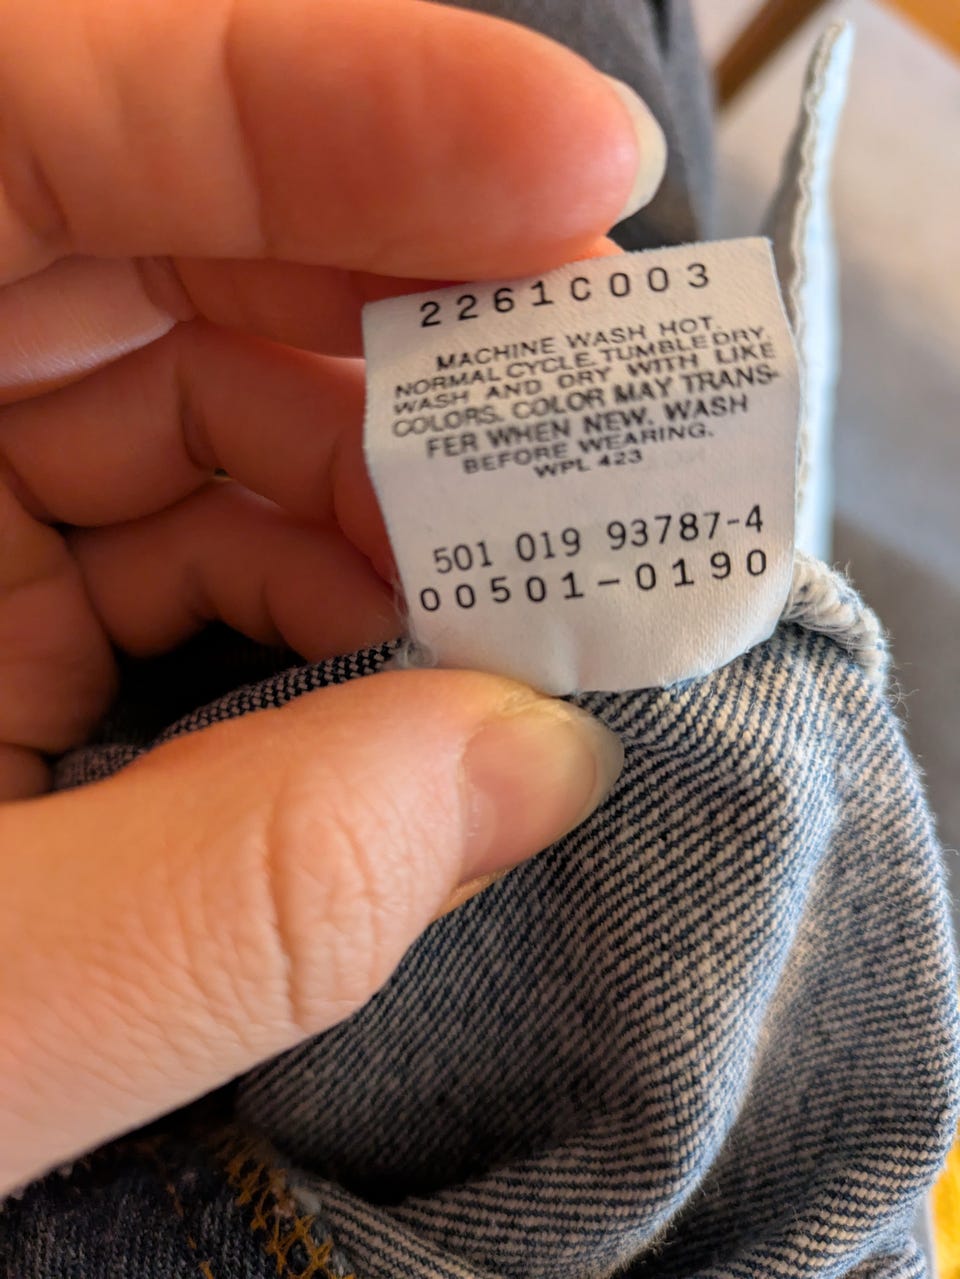 2261C003
MACHINE WASH HOT,
NORMAL CYCLE. TUMBLE DRY,
WASH AND DRY WITH LIKE
COLORS. COLOR MAY TRANS-
FER WHEN NEW. WASH
BEFORE WEARING.
WPL 423
501 019 93787-4
00501-0190